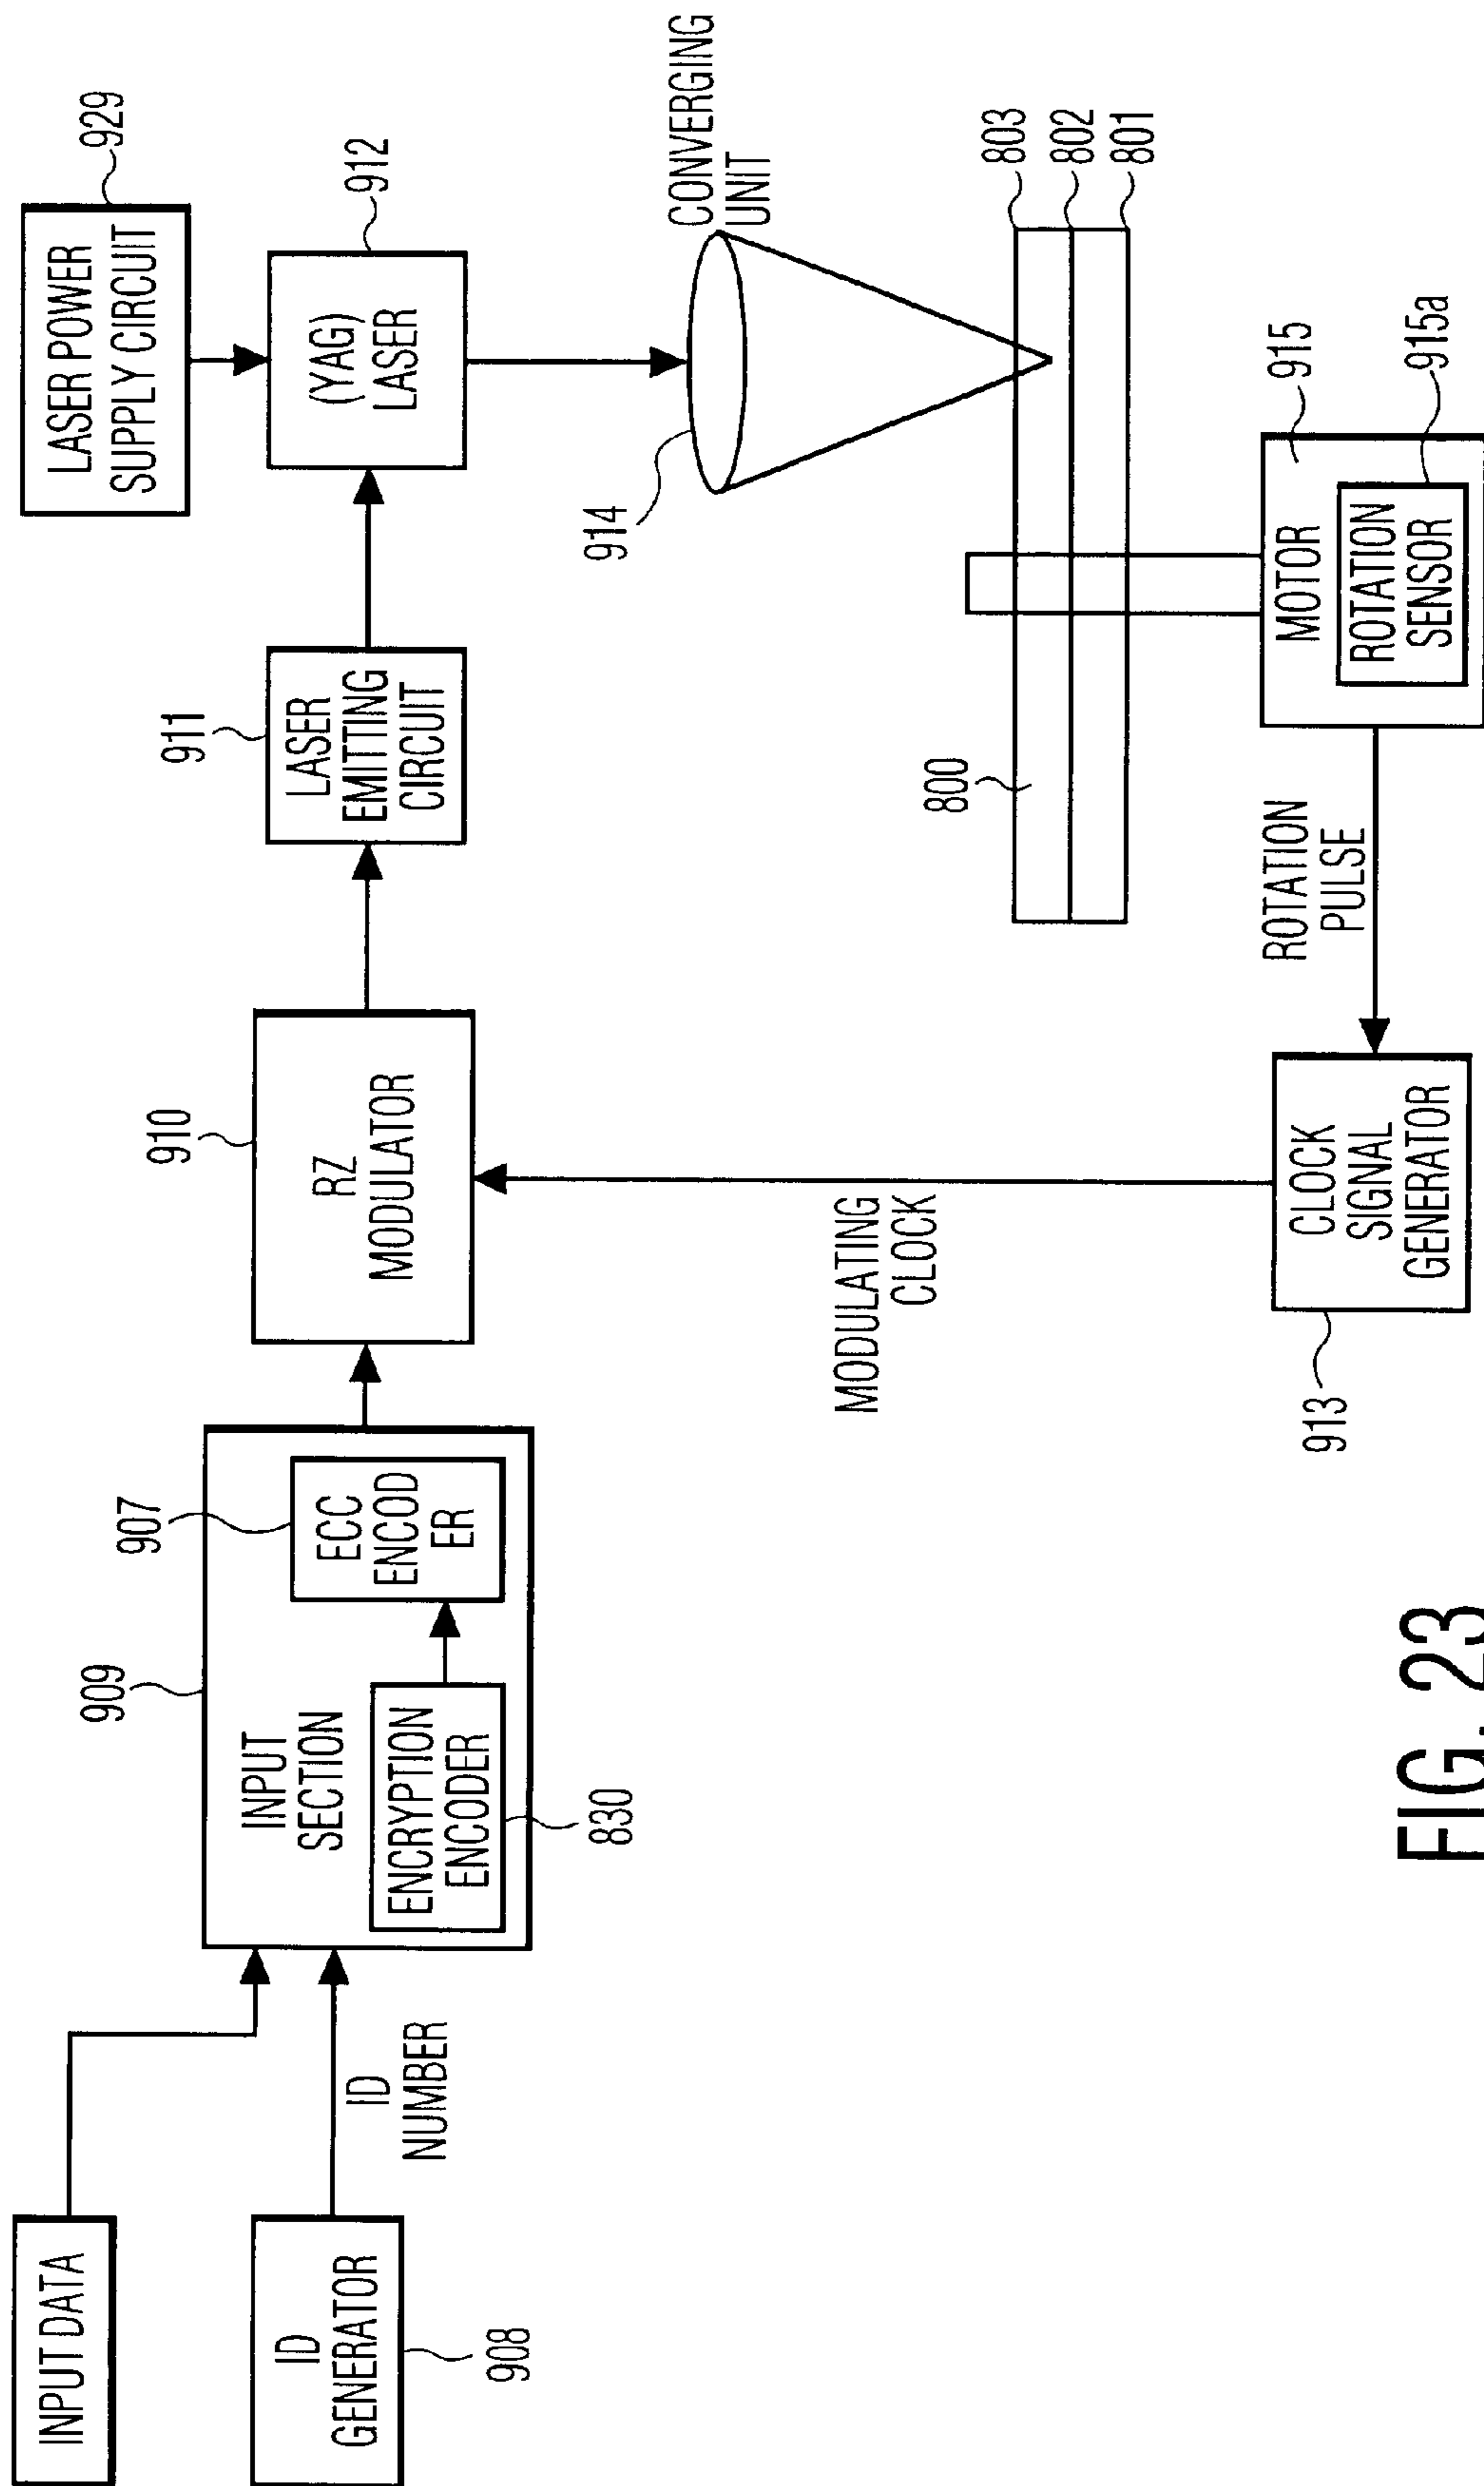 INPUT DATA
ID
GENERATOR
908
ID
NUMBER
909
INPUT
SECTION
ENCRYPTION
ENCODER
830
907
ECC
ENCOD
ER
910
RZ
MODULATOR
911
LASER
EMITTING
CIRCUIT
LASER POWER
SUPPLY CIRCUIT
929
(YAG)
LASER
912
914
CONVERGING
UNIT
800
803
802
801
MODULATING
CLOCK
913
CLOCK
SIGNAL
GENERATOR
ROTATION
PULSE
MOTOR
915
ROTATION
SENSOR
915a
FIG. 23